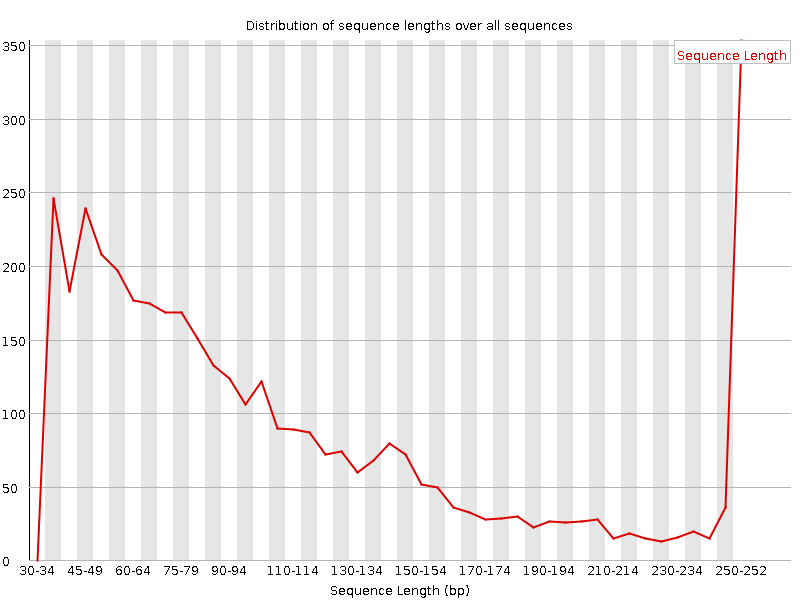 Distribution of sequence lengths over all sequences
Sequence Length
350
300
250
200
150
100
50
0
30-34 45-49 60-64 75-79 90-94 110-114 130-134 150-154 170-174 190-194 210-214 230-234 250-252
Sequence Length (bp)